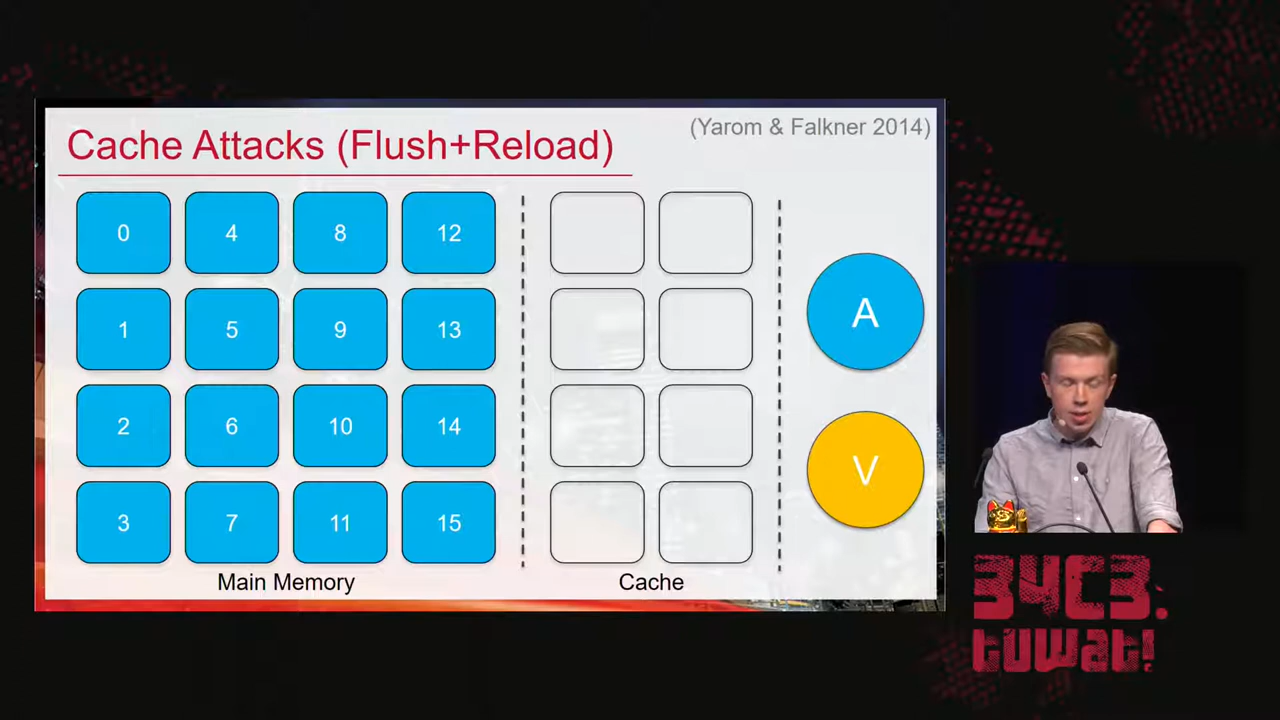 Cache Attacks (Flush+Reload)
(Yarom & Falkner 2014)
0 4 8 12
1 5 9 13
2 6 10 14
3 7 11 15
A
V
Main Memory
Cache
34C3:
tuwat!